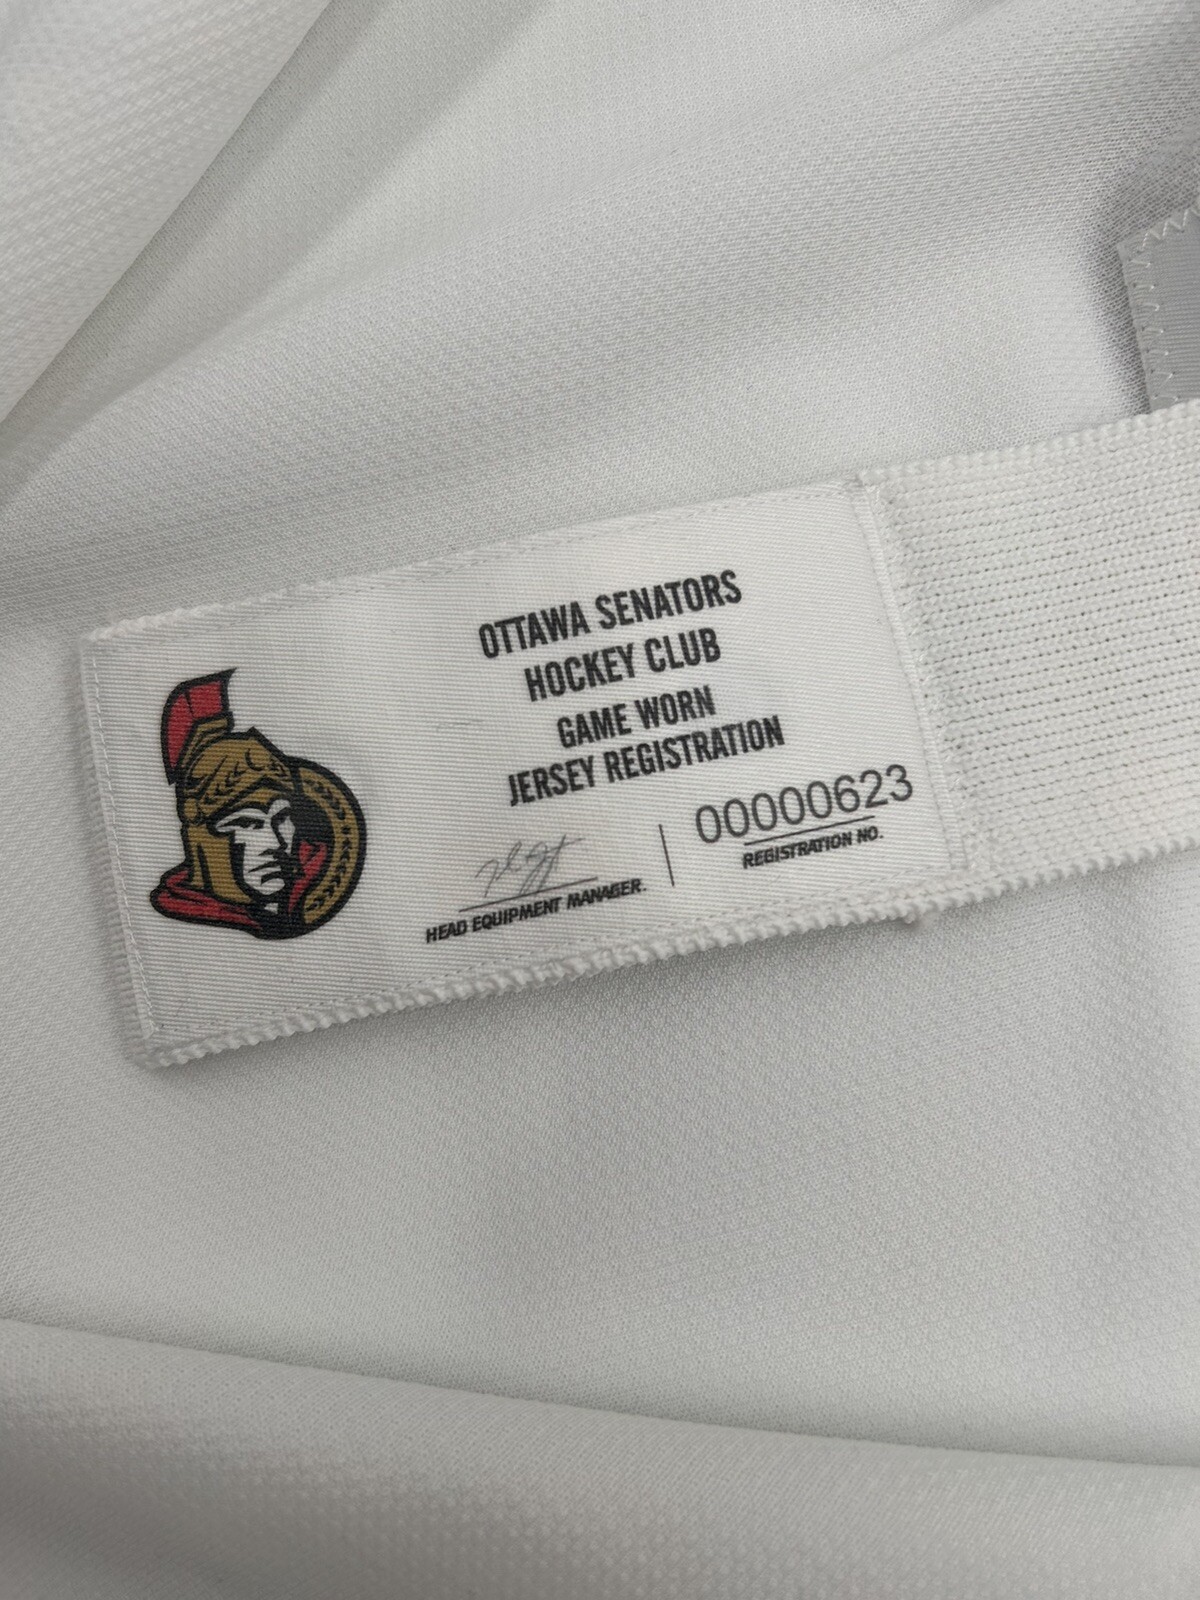 OTTAWA SENATORS
HOCKEY CLUB
GAME WORN
JERSEY REGISTRATION
00000623
REGISTRATION NO.
HEAD EQUIPMENT MANAGER.